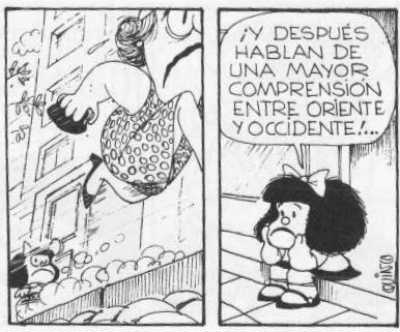 ¡Y DESPUÉS
HABLAN DE
UNA MAYOR
COMPRENSIÓN
ENTRE ORIENTE
Y OCCIDENTE!...
QUINO